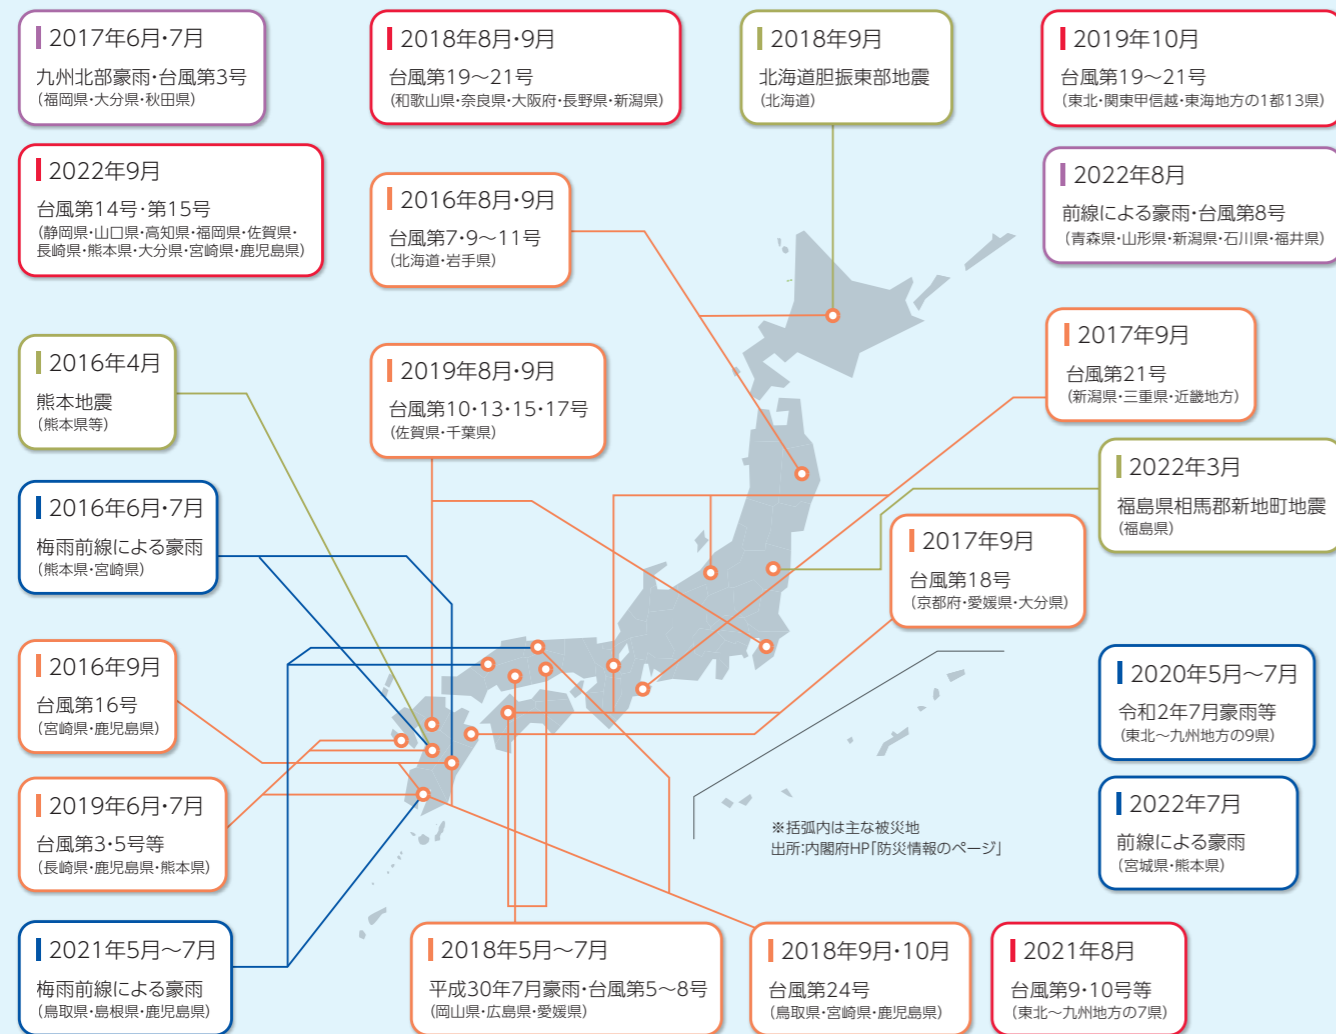 2017年6月・7月
九州北部豪雨・台風第3号
(福岡県・大分県・秋田県)
2018年8月・9月
台風第19～21号
(和歌山県・奈良県・大阪府・長野県・新潟県)
2018年9月
北海道胆振東部地震
(北海道)
2019年10月
台風第19～21号
(東北・関東甲信越・東海地方の1都13県)
2022年9月
台風第14号・第15号
(静岡県・山口県・高知県・福岡県・佐賀県・
長崎県・熊本県・大分県・宮崎県・鹿児島県)
2016年8月・9月
台風第7・9～11号
(北海道・岩手県)
2022年8月
前線による豪雨・台風第8号
(青森県・山形県・新潟県・石川県・福井県)
2016年4月
熊本地震
(熊本県等)
2019年8月・9月
台風第10・13・15・17号
(佐賀県・千葉県)
2017年9月
台風第21号
(新潟県・三重県・近畿地方)
2016年6月・7月
梅雨前線による豪雨
(熊本県・宮崎県)
2022年3月
福島県相馬郡新地町地震
(福島県)
2017年9月
台風第18号
(京都府・愛媛県・大分県)
2016年9月
台風第16号
(宮崎県・鹿児島県)
2020年5月～7月
令和2年7月豪雨等
(東北～九州地方の9県)
2019年6月・7月
台風第3・5号等
(長崎県・鹿児島県・熊本県)
2022年7月
前線による豪雨
(宮城県・熊本県)
※括弧内は主な被災地
出所:内閣府HP「防災情報のページ」
2021年5月～7月
梅雨前線による豪雨
(鳥取県・島根県・鹿児島県)
2018年5月～7月
平成30年7月豪雨・台風第5～8号
(岡山県・広島県・愛媛県)
2018年9月・10月
台風第24号
(鳥取県・宮崎県・鹿児島県)
2021年8月
台風第9・10号等
(東北～九州地方の7県)